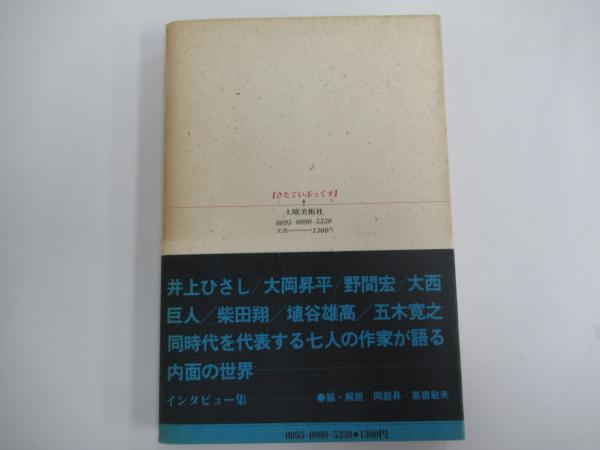 【さたでいぶっくす】
土曜美術社
0095-0090-5330
定価——1300円
井上ひさし/大岡昇平/野間宏/大西
巨人/柴田翔/埴谷雄高/五木寛之
同時代を代表する七人の作家が語る
内面の世界
インタビュー集 ●編・解説 岡庭昇 高橋敏夫
0095-0090-5330●1300円